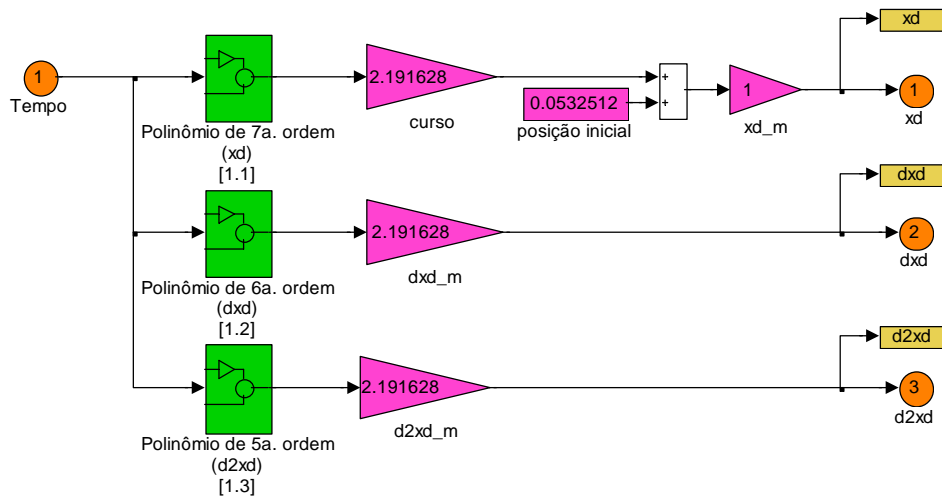 xd
1
Tempo
2.191628
curso
Polinômio de 7a. ordem
(xd)
[1.1]
0.0532512
posição inicial
+
+
1
xd_m
1
xd
dxd
2.191628
dxd_m
2
dxd
Polinômio de 6a. ordem
(dxd)
[1.2]
d2xd
2.191628
d2xd_m
3
d2xd
Polinômio de 5a. ordem
(d2xd)
[1.3]